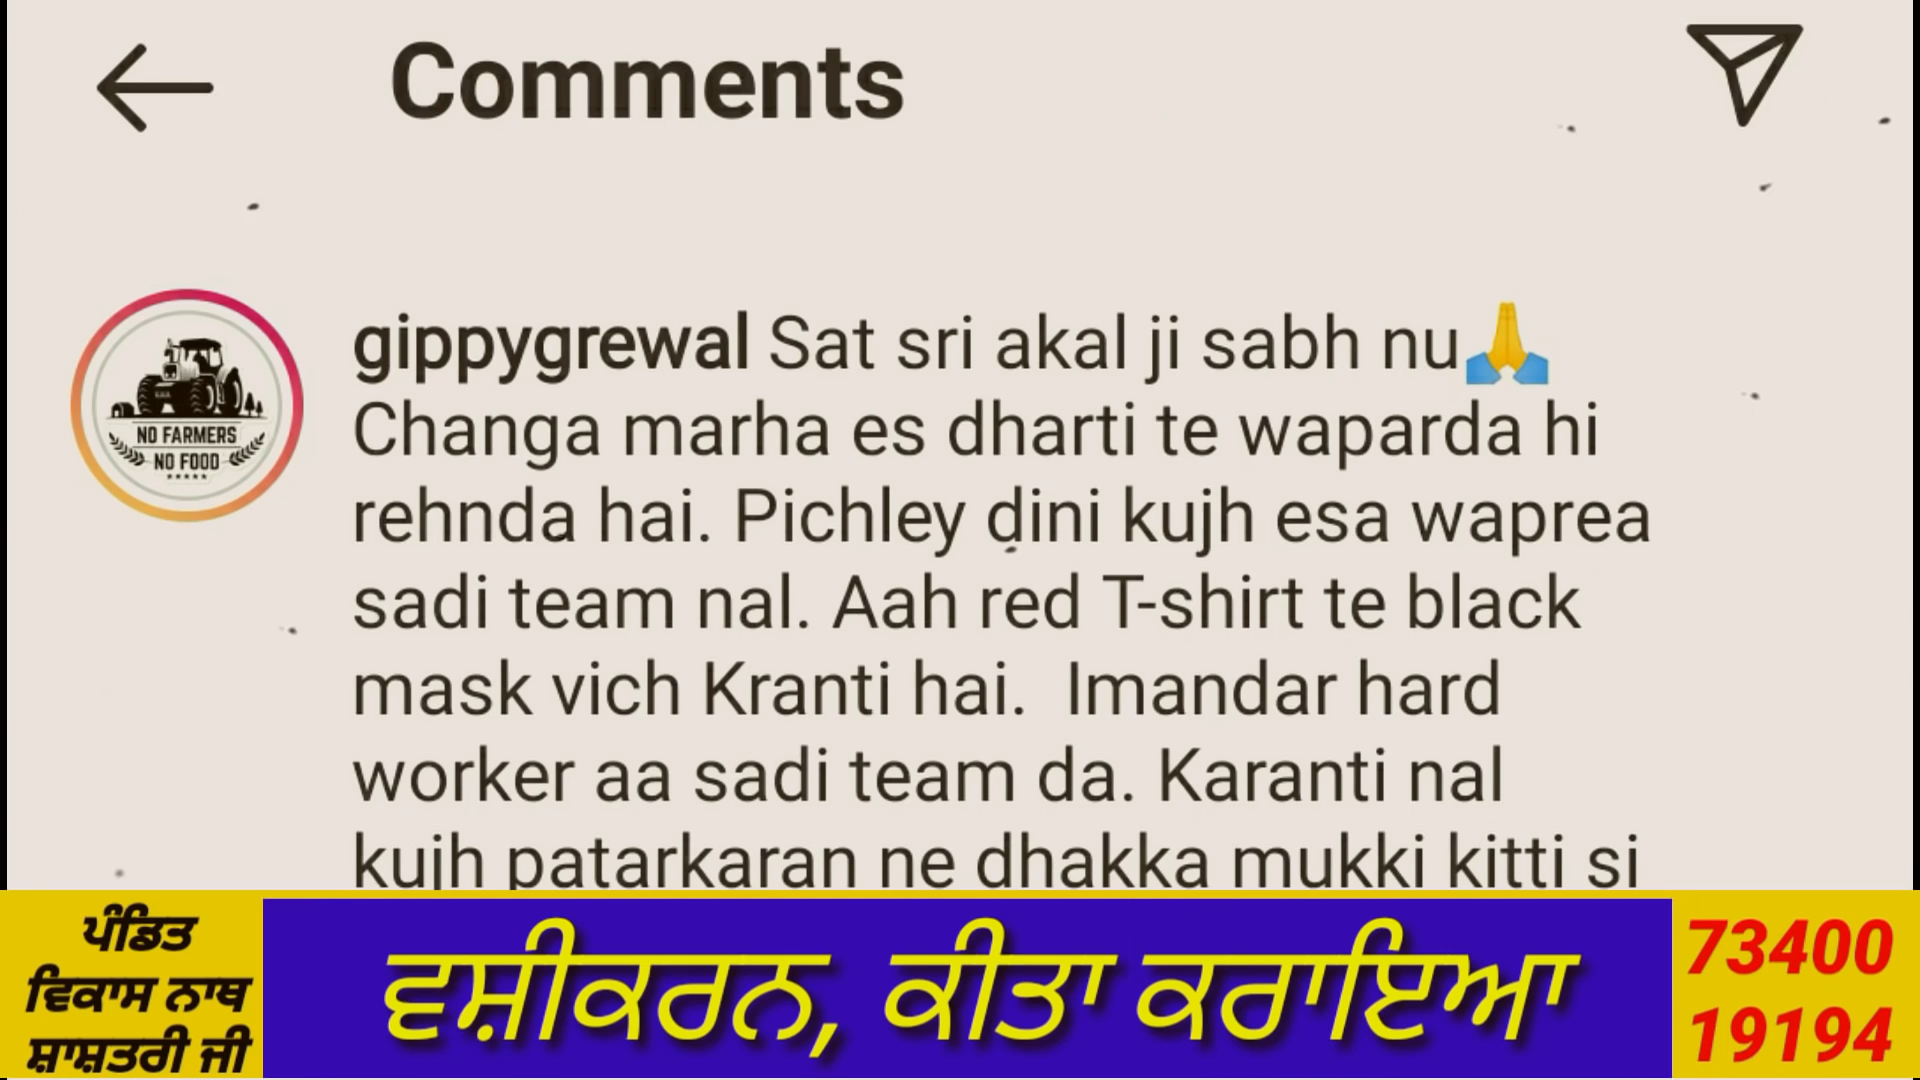 Comments
gippygrewal Sat sri akal ji sabh nu🙏
Changa marha es dharti te waparda hi
rehnda hai. Pichley dini kujh esa waprea
sadi team nal. Aah red T-shirt te black
mask vich Kranti hai.  Imandar hard
worker aa sadi team da. Karanti nal
kujh patarkaran ne dhakka mukki kitti si
NO FARMERS
NO FOOD
ਪੰਡਿਤ
ਵਿਕਾਸ ਨਾਥ
ਸ਼ਾਸ਼ਤਰੀ ਜੀ
ਵਸ਼ੀਕਰਨ, ਕੀਤਾ ਕਰਾਇਆ
73400
19194